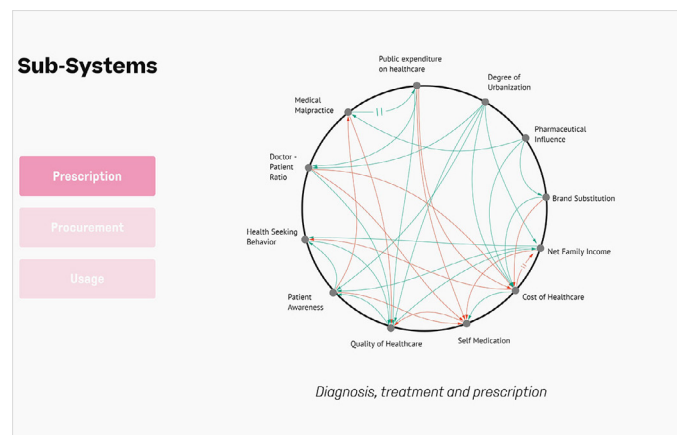 Sub-Systems
Prescription
Procurement
Usage
Public expenditure
on healthcare
Degree of
Urbanization
Pharmaceutical
Influence
Brand Substitution
Net Family Income
Cost of Healthcare
Self Medication
Quality of Healthcare
Patient
Awareness
Health Seeking
Behavior
Doctor -
Patient
Ratio
Medical
Malpractice
Diagnosis, treatment and prescription